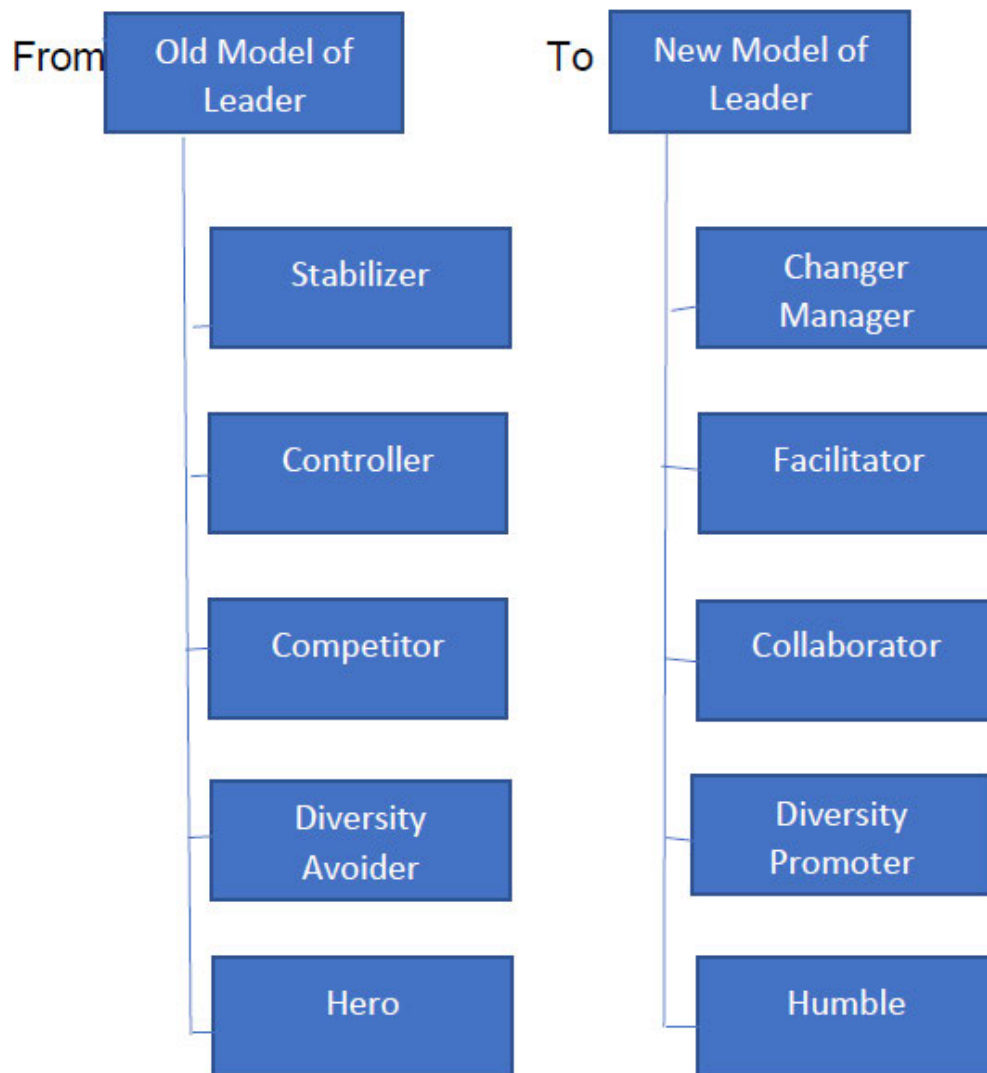 From
Old Model of
Leader
To
New Model of
Leader
Stabilizer
Changer
Manager
Controller
Facilitator
Competitor
Collaborator
Diversity
Avoider
Diversity
Promoter
Hero
Humble